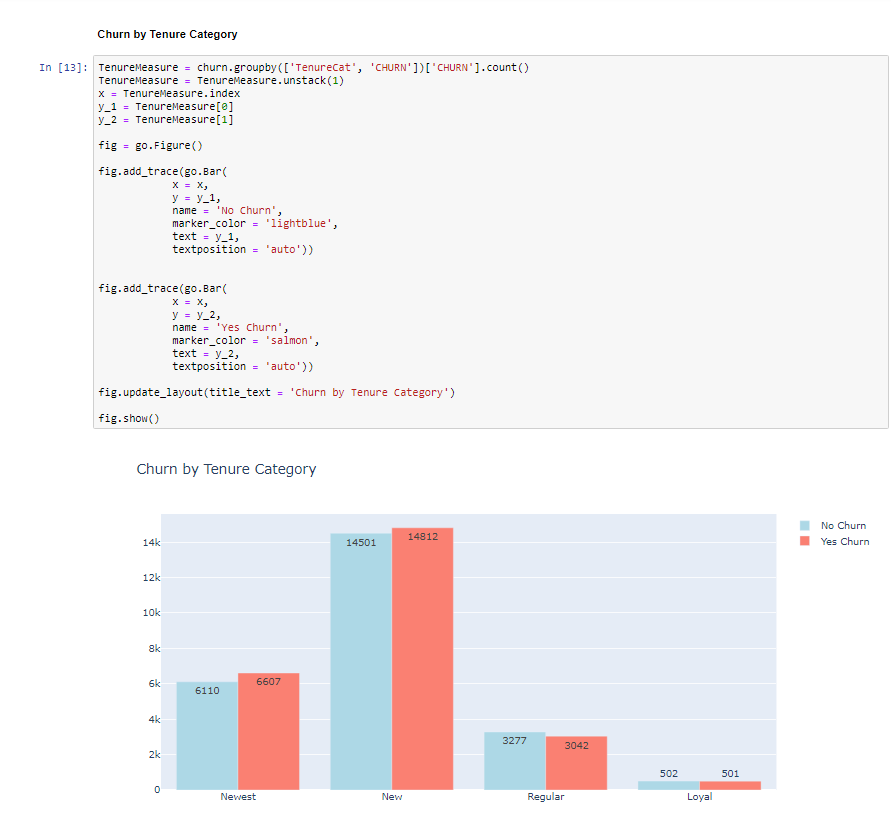 Churn by Tenure Category
In [13]:
TenureMeasure = churn.groupby(['TenureCat', 'CHURN'])['CHURN'].count()
TenureMeasure = TenureMeasure.unstack(1)
x = TenureMeasure.index
y_1 = TenureMeasure[0]
y_2 = TenureMeasure[1]
fig = go.Figure()
fig.add_trace(go.Bar(
            x = x,
            y = y_1,
            name = 'No Churn',
            marker_color = 'lightblue',
            text = y_1,
            textposition = 'auto'))
fig.add_trace(go.Bar(
            x = x,
            y = y_2,
            name = 'Yes Churn',
            marker_color = 'salmon',
            text = y_2,
            textposition = 'auto'))
fig.update_layout(title_text = 'Churn by Tenure Category')
fig.show()
Churn by Tenure Category
No Churn
Yes Churn
14k
12k
10k
8k
6k
4k
2k
0
6110
6607
14501
14812
3277
3042
502
501
Newest
New
Regular
Loyal